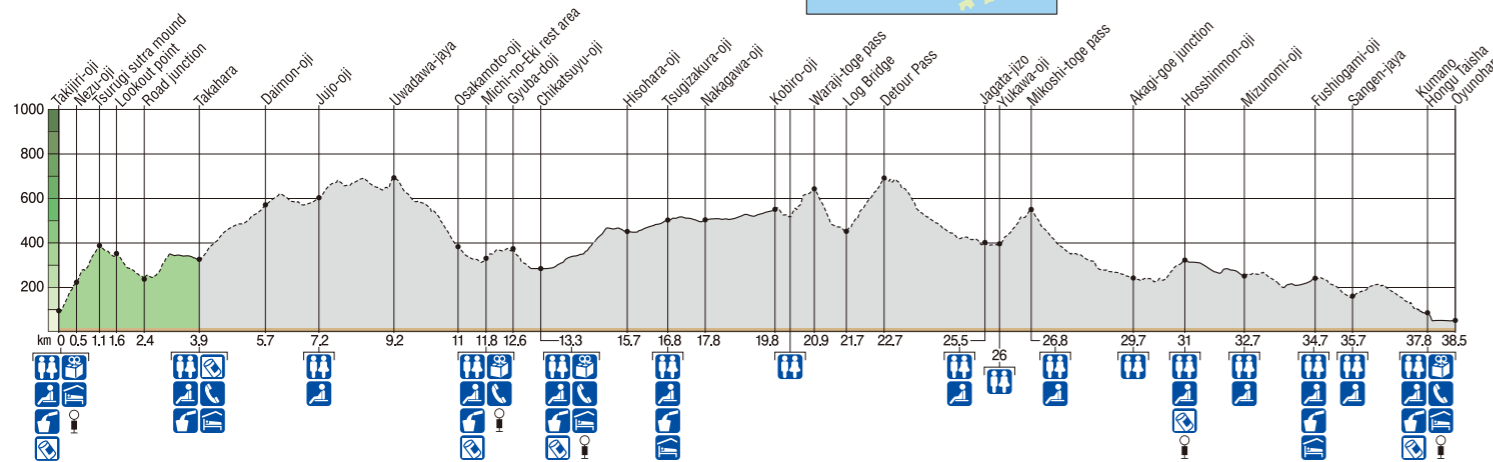 Takijiri-oji
Nezu-oji
Tsurugi sutra mound
Lookout point
Road junction
Takahara
Daimon-oji
Jujo-oji
Uwadawa-jaya
Osakamoto-oji
Michi-no-Eki rest area
Gyuba-doji
Chikatsuyu-oji
Hisohara-oji
Tsugizakura-oji
Nakagawa-oji
Kobiro-oji
Waraji-toge pass
Log Bridge
Detour Pass
Jagata-jizo
Yukawa-oji
Mikoshi-toge pass
Akagi-goe junction
Hosshinmon-oji
Mizunomi-oji
Fushiogami-oji
Sangen-jaya
Kumano
Hongu Taisha
1000
800
600
400
200
km 0 0.5 1.1 1.6 2.4 3.9 5.7 7.2 9.2 11 11.8 12.6 13.3 15.7 16.8 17.8 19.8 20.9 21.7 22.7 25.5 26.8 29.7 31 32.7 34.7 35.7 37.8 38.5
26